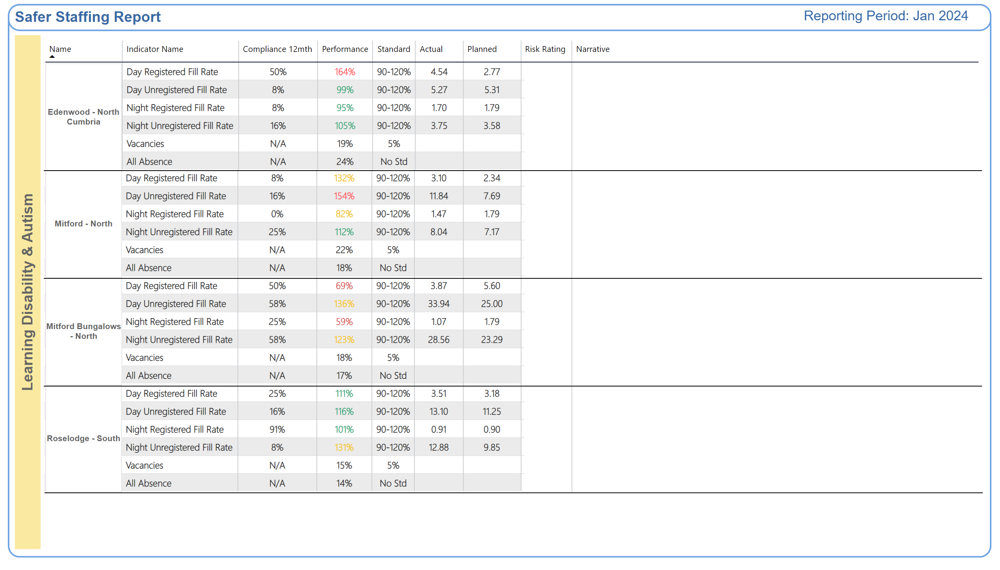 Safer Staffing Report
Reporting Period: Jan 2024
Learning Disability & Autism
Name Indicator Name Compliance 12mth Performance Standard Actual Planned Risk Rating Narrative
Edenwood - North
Cumbria
Day Registered Fill Rate 50% 164% 90-120% 4.54 2.77
Day Unregistered Fill Rate 8% 99% 90-120% 5.27 5.31
Night Registered Fill Rate 8% 95% 90-120% 1.70 1.79
Night Unregistered Fill Rate 16% 105% 90-120% 3.75 3.58
Vacancies N/A 19% 5%
All Absence N/A 24% No Std
Mitford - North
Day Registered Fill Rate 8% 132% 90-120% 3.10 2.34
Day Unregistered Fill Rate 16% 154% 90-120% 11.84 7.69
Night Registered Fill Rate 0% 82% 90-120% 1.47 1.79
Night Unregistered Fill Rate 25% 112% 90-120% 8.04 7.17
Vacancies N/A 22% 5%
All Absence N/A 18% No Std
Mitford Bungalows
- North
Day Registered Fill Rate 50% 69% 90-120% 3.87 5.60
Day Unregistered Fill Rate 58% 136% 90-120% 33.94 25.00
Night Registered Fill Rate 25% 59% 90-120% 1.07 1.79
Night Unregistered Fill Rate 58% 123% 90-120% 28.56 23.29
Vacancies N/A 18% 5%
All Absence N/A 17% No Std
Roselodge - South
Day Registered Fill Rate 25% 111% 90-120% 3.51 3.18
Day Unregistered Fill Rate 16% 116% 90-120% 13.10 11.25
Night Registered Fill Rate 91% 101% 90-120% 0.91 0.90
Night Unregistered Fill Rate 8% 131% 90-120% 12.88 9.85
Vacancies N/A 15% 5%
All Absence N/A 14% No Std